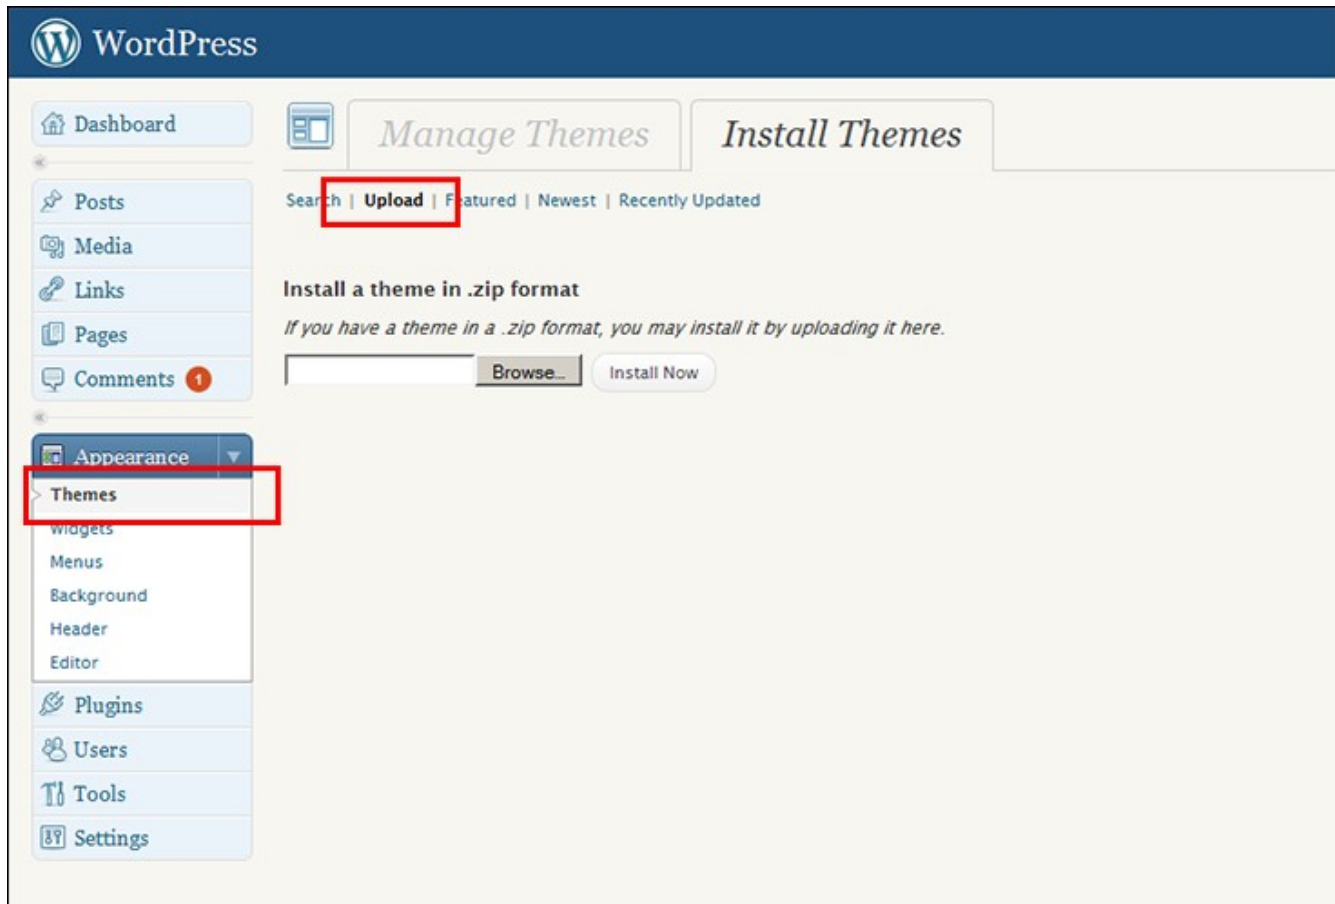 WordPress
Dashboard
Manage Themes
Install Themes
Posts
Search | Upload | Featured | Newest | Recently Updated
Media
Links
Install a theme in .zip format
Pages
If you have a theme in a .zip format, you may install it by uploading it here.
Comments 1
Browse...
Install Now
Appearance
Themes
Widgets
Menus
Background
Header
Editor
Plugins
Users
Tools
Settings